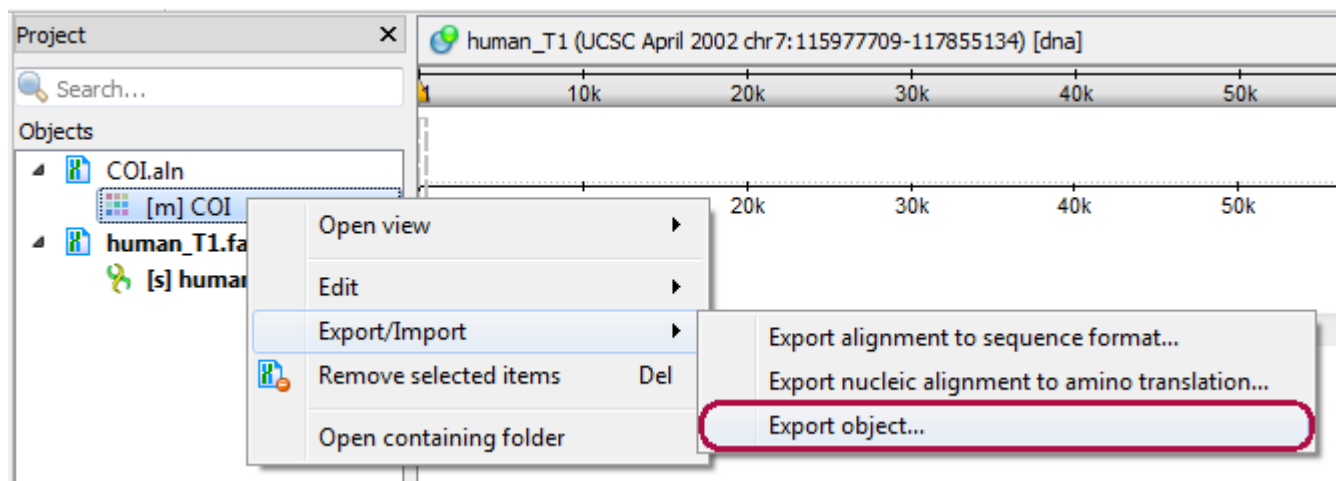 Project
human_T1 (UCSC April 2002 chr7:115977709-117855134) [dna]
Search...
1 10k 20k 30k 40k 50k
Objects
COI.aln
[m] COI
20k 30k 40k 50k
human_T1.fa
[s] human
Open view
Edit
Export/Import
Remove selected items Del
Open containing folder
Export alignment to sequence format...
Export nucleic alignment to amino translation...
Export object...